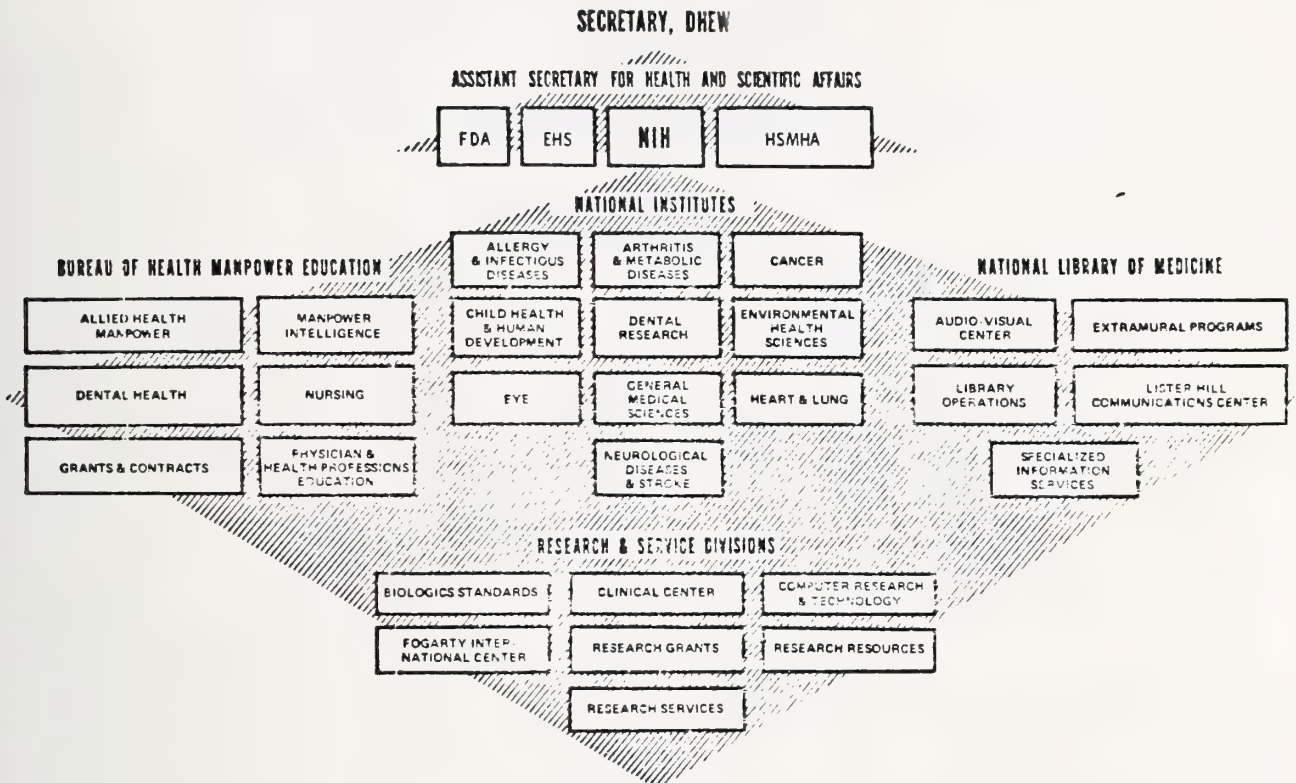 SECRETARY, DHEW
ASSISTANT SECRETARY FOR HEALTH AND SCIENTIFIC AFFAIRS
FDA
EHS
NIH
HSMHA
NATIONAL INSTITUTES
ALLERGY
& INFECTIOUS
DISEASES
ARTHRITIS
& METABOLIC
DISEASES
CANCER
CHILD HEALTH
& HUMAN
DEVELOPMENT
DENTAL
RESEARCH
ENVIRONMENTAL
HEALTH
SCIENCES
EYE
GENERAL
MEDICAL
SCIENCES
HEART & LUNG
NEUROLOGICAL
DISEASES
& STROKE
BUREAU OF HEALTH MANPOWER EDUCATION
ALLIED HEALTH
MANPOWER
MANPOWER
INTELLIGENCE
DENTAL HEALTH
NURSING
GRANTS & CONTRACTS
PHYSICIAN &
HEALTH PROFESSIONS
EDUCATION
NATIONAL LIBRARY OF MEDICINE
AUDIO-VISUAL
CENTER
EXTRAMURAL PROGRAMS
LIBRARY
OPERATIONS
LISTER HILL
COMMUNICATIONS CENTER
SPECIALIZED
INFORMATION
SERVICES
RESEARCH & SERVICE DIVISIONS
BIOLOGICS STANDARDS
CLINICAL CENTER
COMPUTER RESEARCH
& TECHNOLOGY
FOGARTY INTER-
NATIONAL CENTER
RESEARCH GRANTS
RESEARCH RESOURCES
RESEARCH SERVICES